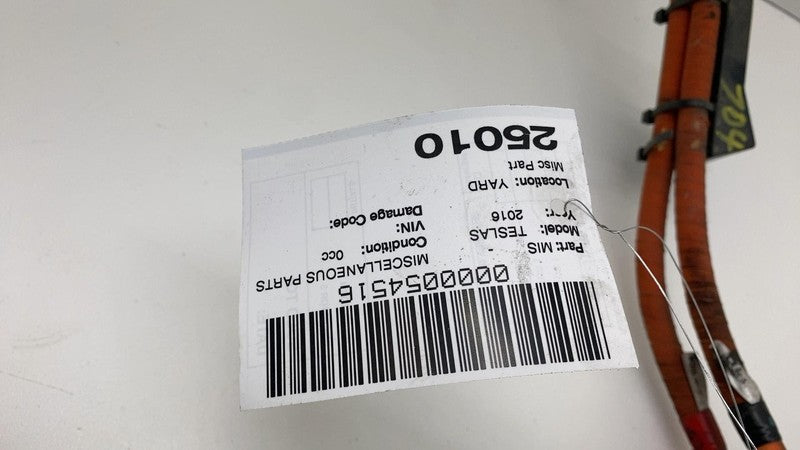 0000054516
Part: MIS - MISCELLANEOUS PARTS
Model: TESLAS Condition: 0cc
Year: 2016 VIN:
Damage Code:
Location: YARD
Misc Part
25010